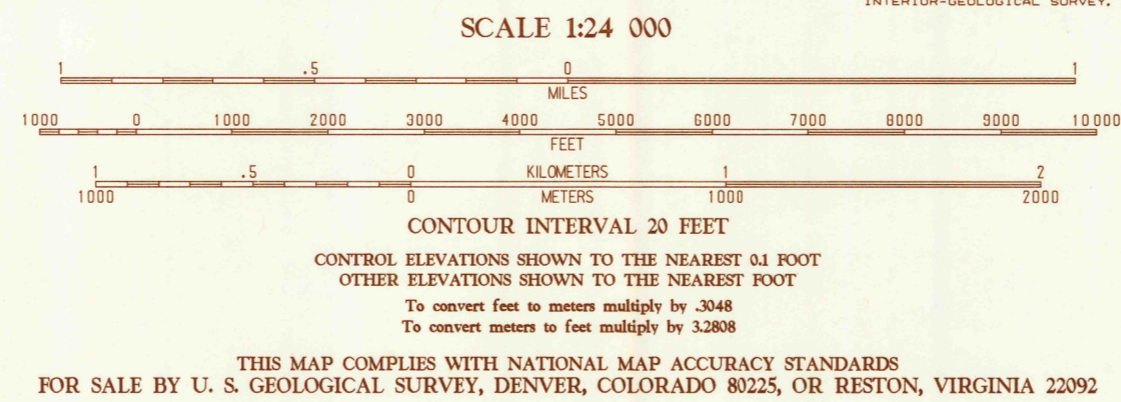 INTERIOR-GEOLOGICAL SURVEY,
SCALE 1:24 000
1 .5 0 1
MILES
1000 0 1000 2000 3000 4000 5000 6000 7000 8000 9000 10 000
FEET
1 .5 0 KILOMETERS 1 2
1000 0 METERS 1000 2000
CONTOUR INTERVAL 20 FEET
CONTROL ELEVATIONS SHOWN TO THE NEAREST 0.1 FOOT
OTHER ELEVATIONS SHOWN TO THE NEAREST FOOT
To convert feet to meters multiply by .3048
To convert meters to feet multiply by 3.2808
THIS MAP COMPLIES WITH NATIONAL MAP ACCURACY STANDARDS
FOR SALE BY U. S. GEOLOGICAL SURVEY, DENVER, COLORADO 80225, OR RESTON, VIRGINIA 22092